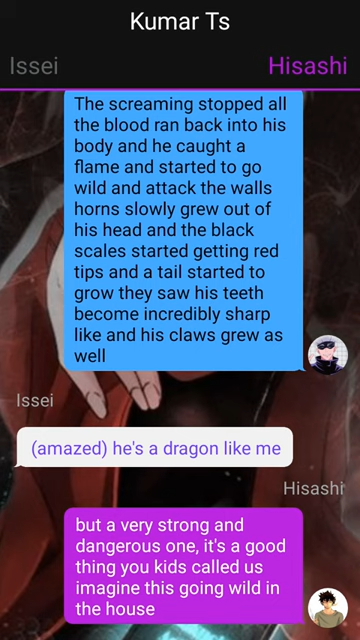 Kumar Ts
Issei
Hisashi
The screaming stopped all
the blood ran back into his
body and he caught a
flame and started to go
wild and attack the walls
horns slowly grew out of
his head and the black
scales started getting red
tips and a tail started to
grow they saw his teeth
become incredibly sharp
like and his claws grew as
well
Issei
(amazed) he's a dragon like me
Hisashi
but a very strong and
dangerous one, it's a good
thing you kids called us
imagine this going wild in
the house